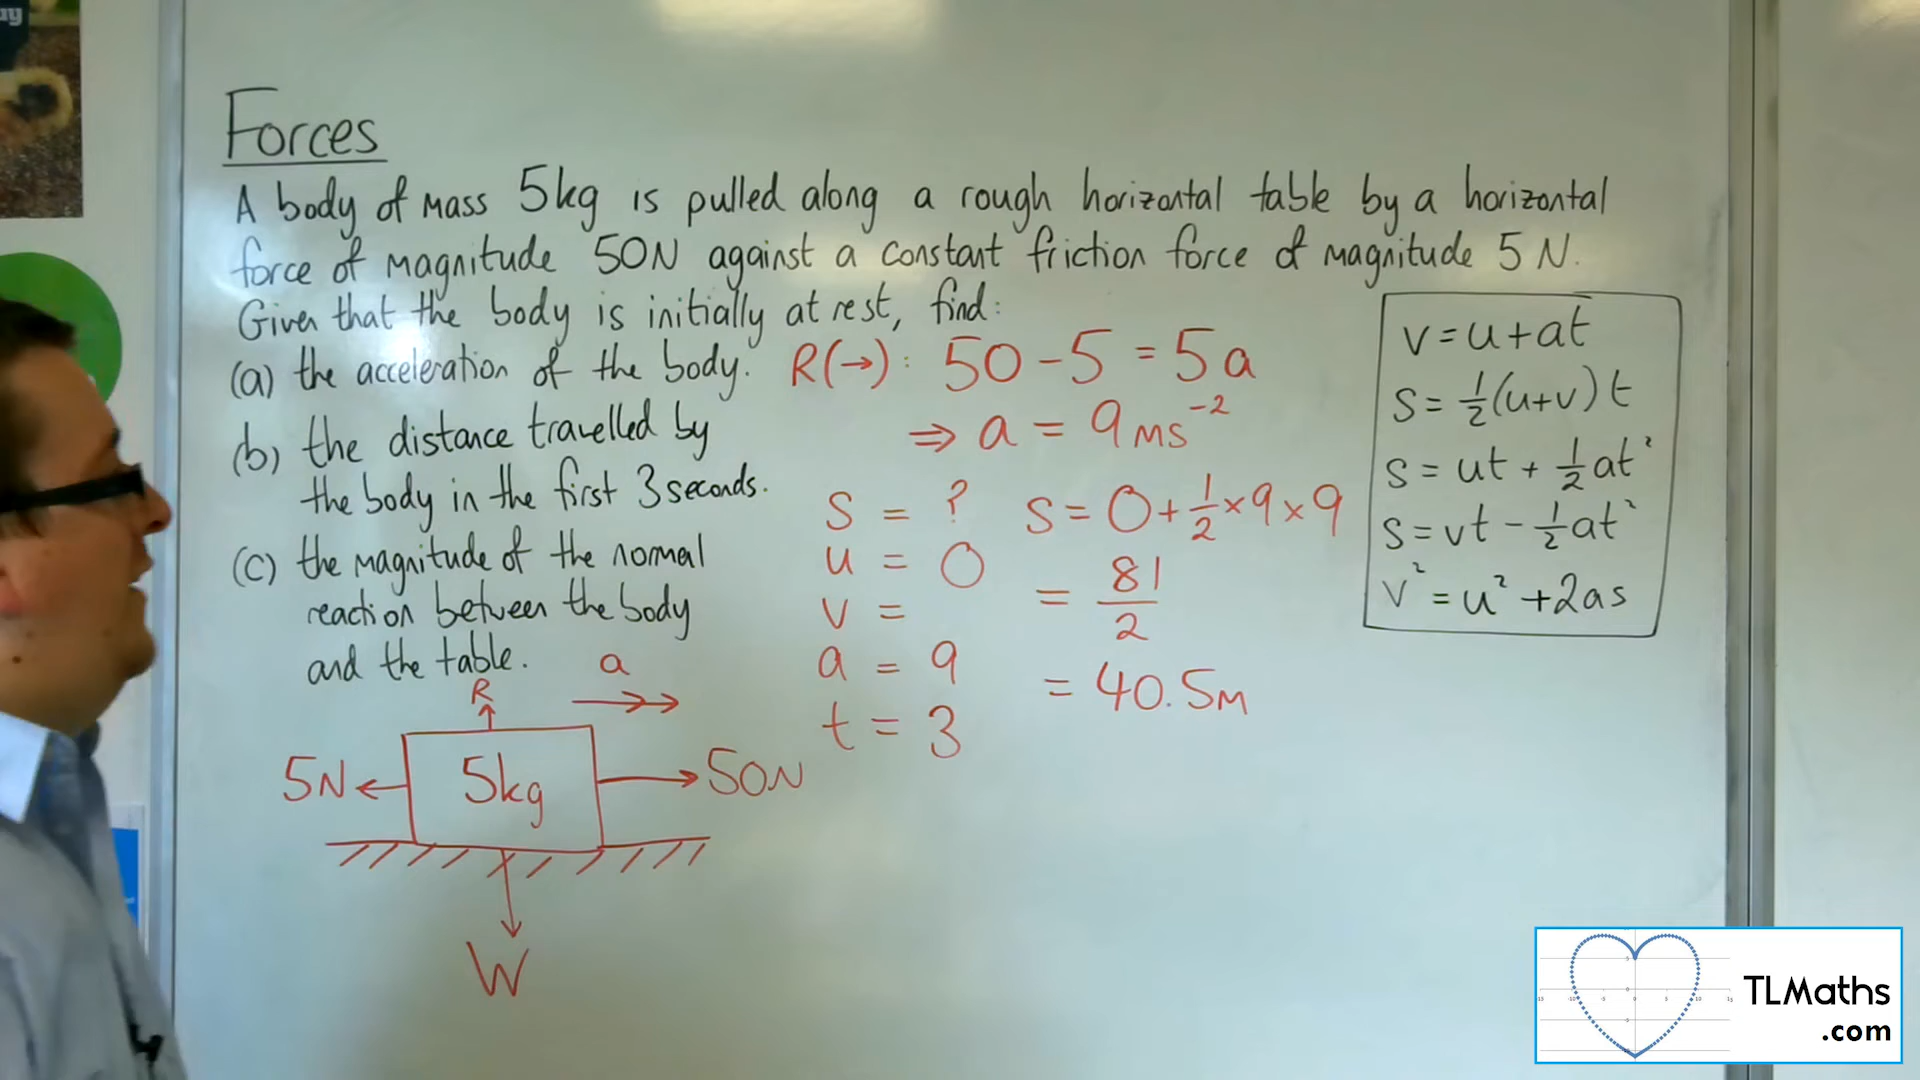 Forces
A body of mass 5kg is pulled along a rough horizontal table by a horizontal
force of magnitude 50N against a constant friction force of magnitude 5N.
Given that the body is initially at rest, find:
(a) the acceleration of the body.
(b) the distance travelled by
the body in the first 3 seconds.
(c) the magnitude of the normal
reaction between the body
and the table.
R(→): 50 - 5 = 5a
⇒ a = 9ms⁻²
s = ?
u = 0
v =
a = 9
t = 3
s = 0 + 1/2 × 9 × 9
= 81/2
= 40.5m
v = u + at
s = 1/2(u+v)t
s = ut + 1/2at²
s = vt - 1/2at²
v² = u² + 2as
a
R
5N
5kg
50N
W
TLMaths
.com